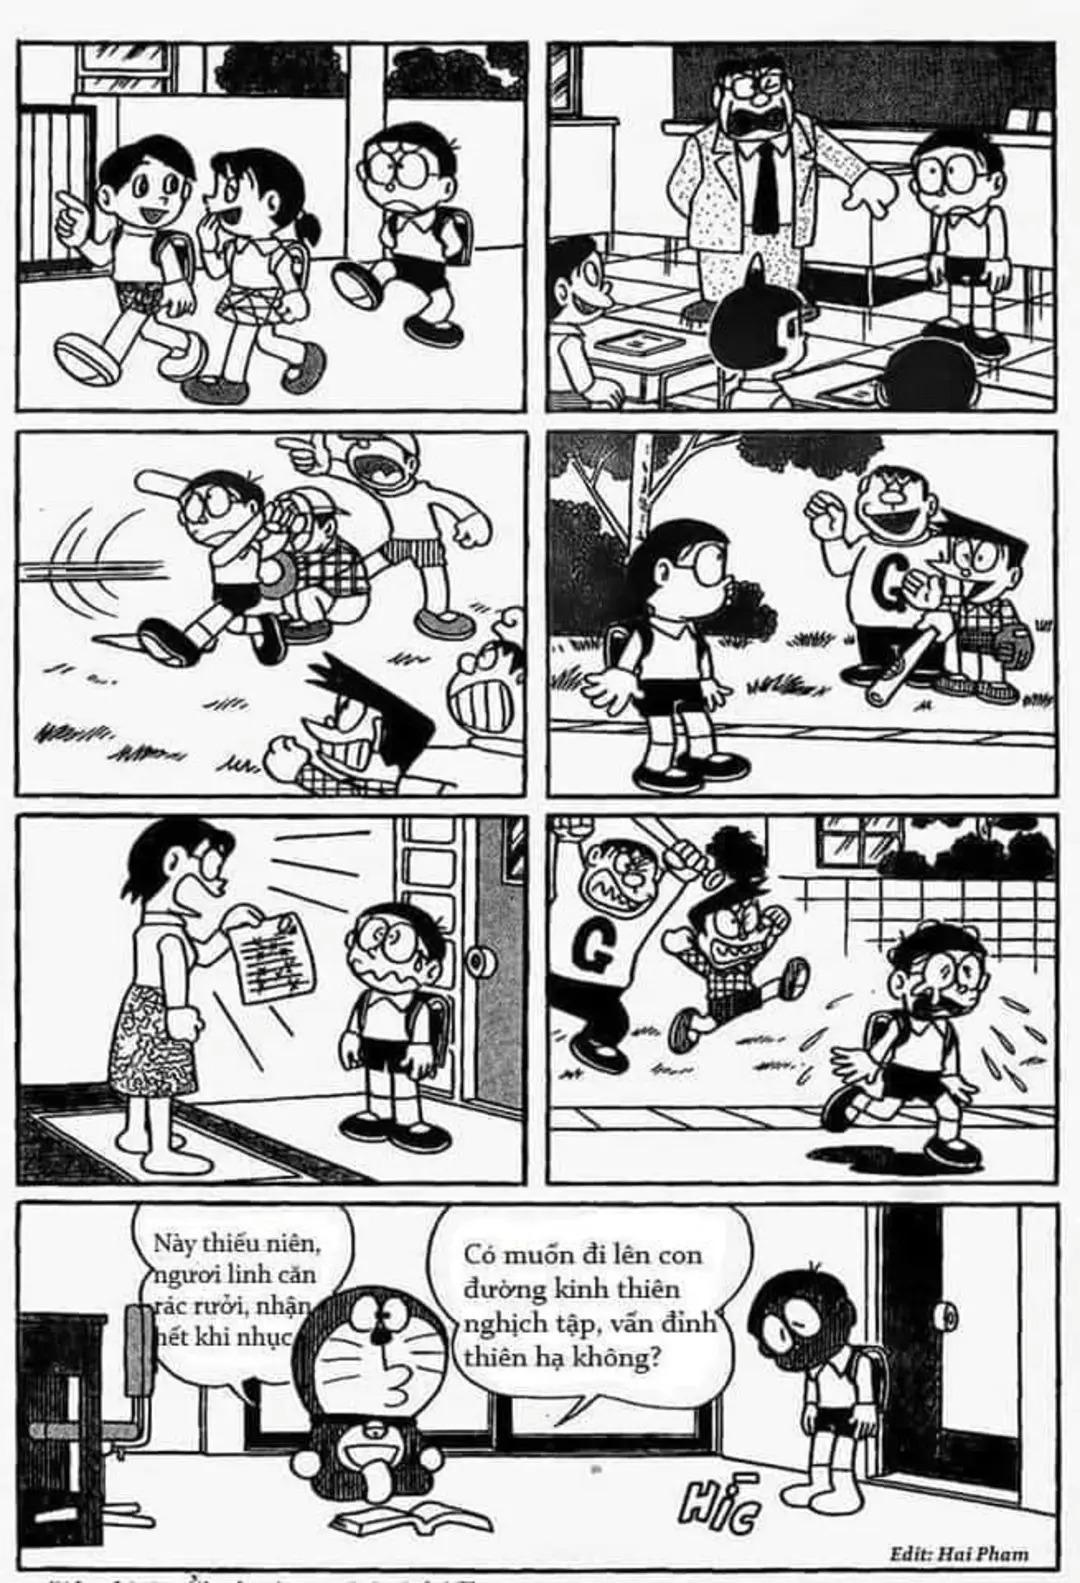 G
G
Này thiếu niên,
ngươi linh căn
rác rưởi, nhận
hết khi nhục
Có muốn đi lên con
đường kinh thiên
nghịch tập, vấn đỉnh
thiên hạ không?
HIC
Edit: Hai Pham